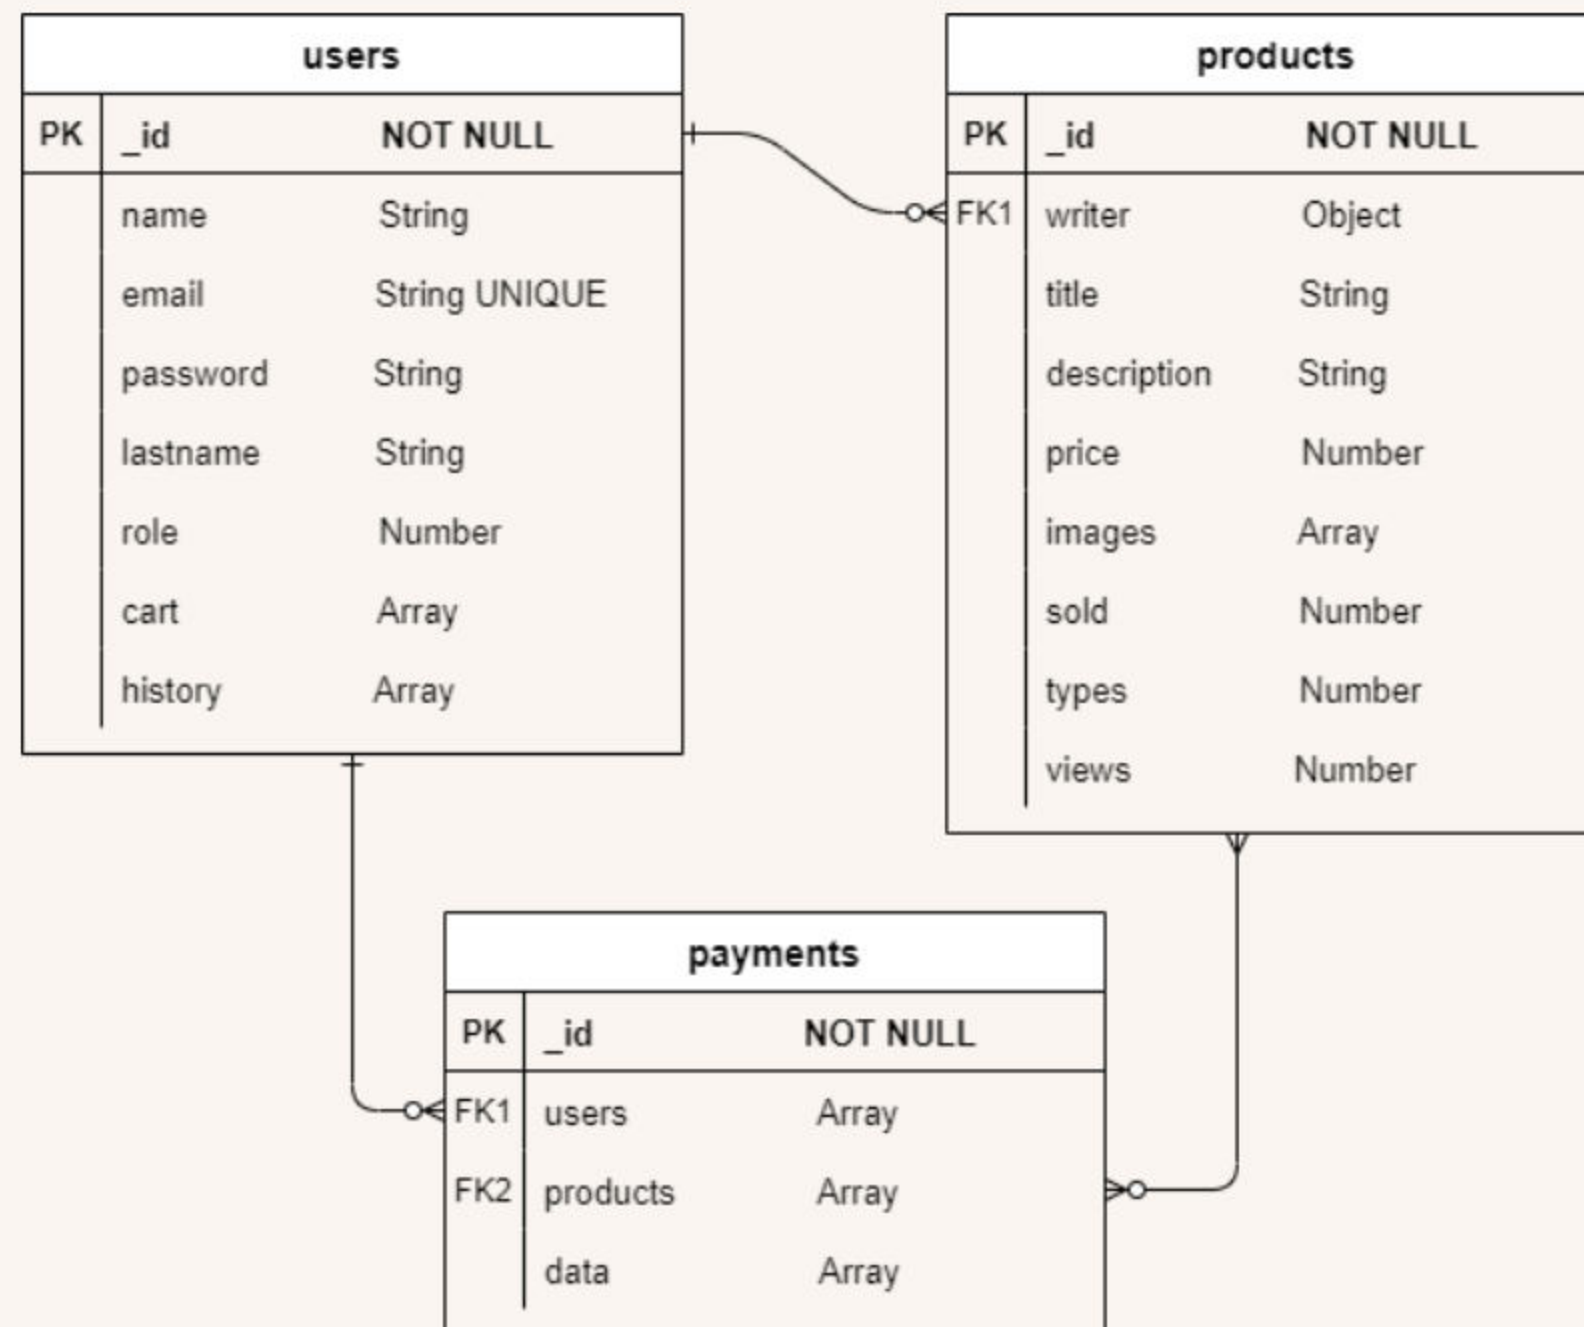 users
PK _id NOT NULL
name String
email String UNIQUE
password String
lastname String
role Number
cart Array
history Array
products
PK _id NOT NULL
FK1 writer Object
title String
description String
price Number
images Array
sold Number
types Number
views Number
payments
PK _id NOT NULL
FK1 users Array
FK2 products Array
data Array